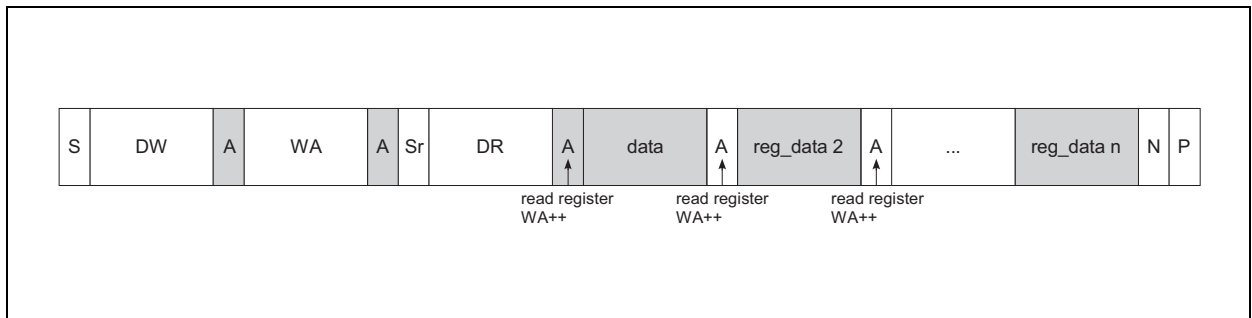 S DW A WA A Sr DR A data A reg_data 2 A ... reg_data n N P
read register read register read register
WA++ WA++ WA++